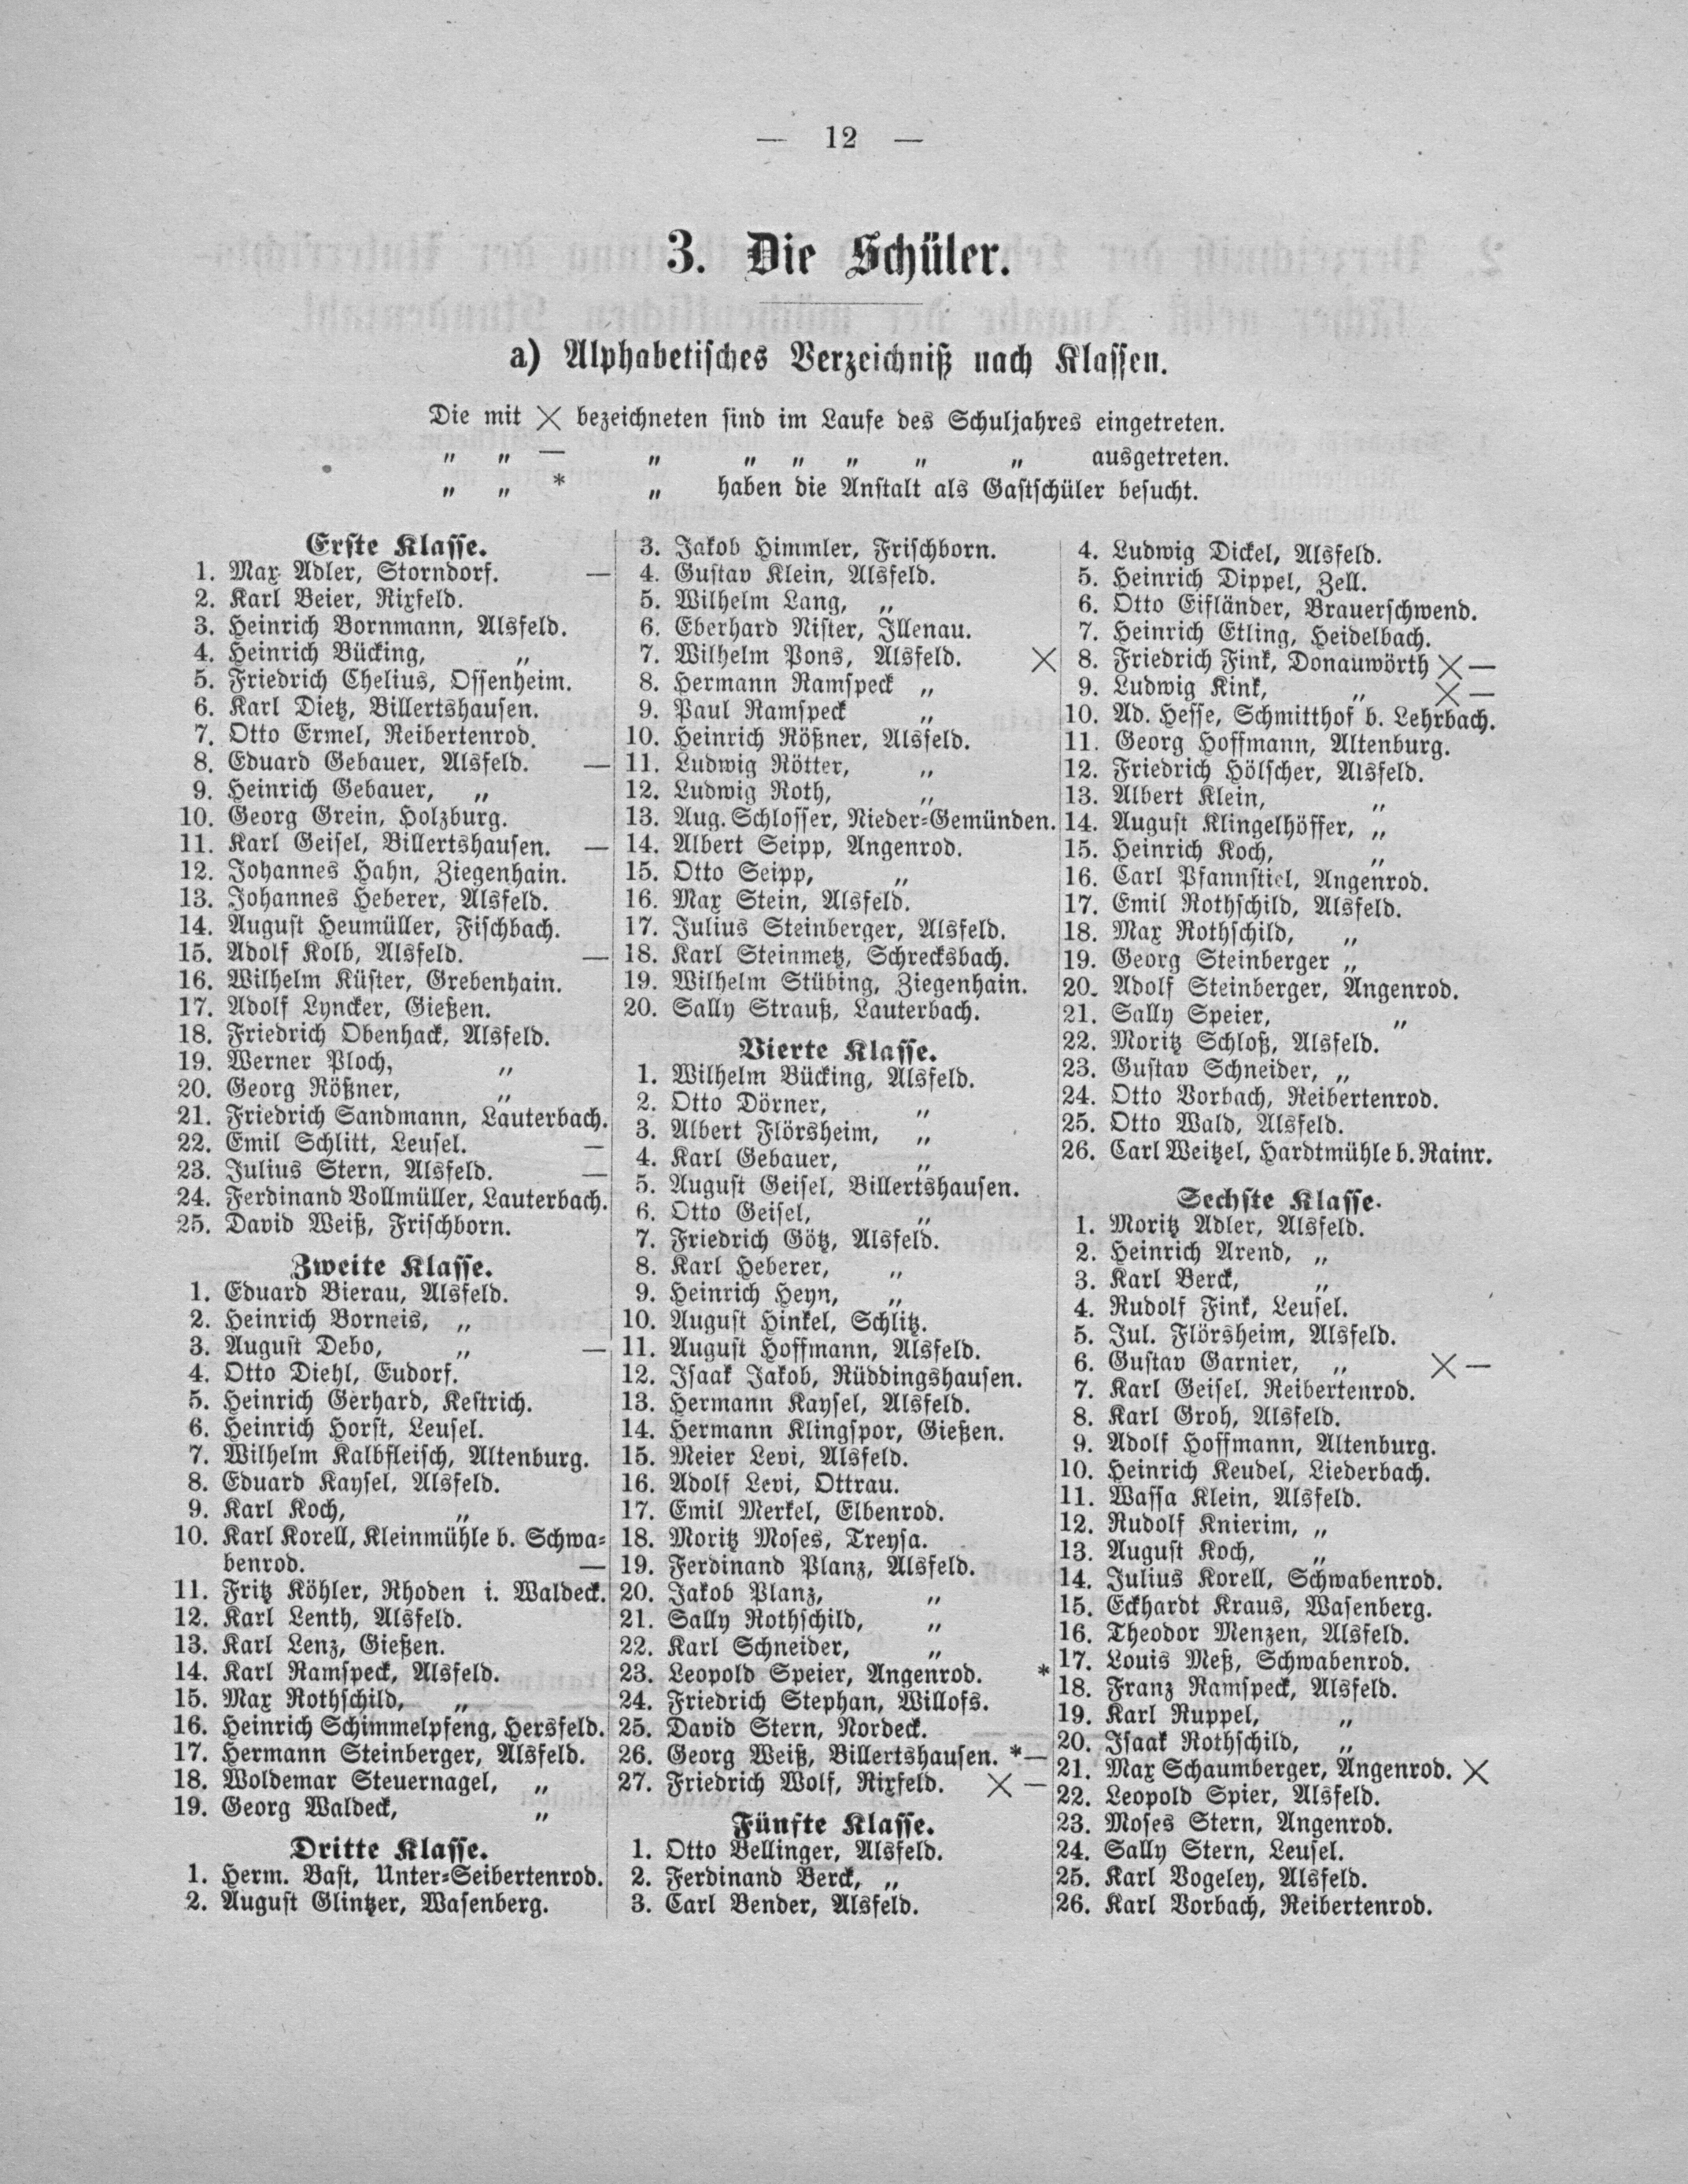 — 12 —
3. Die Schüler.
a) Alphabetisches Verzeichniß nach Klassen.
Die mit × bezeichneten sind im Laufe des Schuljahres eingetreten.
„ „ — „ „ „ „ „ „ ausgetreten.
„ „ * „ haben die Anstalt als Gastschüler besucht.
Erste Klasse.
1. Max Adler, Storndorf. —
2. Karl Beier, Rixfeld.
3. Heinrich Bornmann, Alsfeld.
4. Heinrich Bücking, „
5. Friedrich Chelius, Ossenheim.
6. Karl Dietz, Billertshausen.
7. Otto Ermel, Reibertenrod.
8. Eduard Gebauer, Alsfeld. —
9. Heinrich Gebauer, „
10. Georg Grein, Holzburg.
11. Karl Geisel, Billertshausen. —
12. Johannes Hahn, Ziegenhain.
13. Johannes Heberer, Alsfeld.
14. August Heumüller, Fischbach.
15. Adolf Kolb, Alsfeld. —
16. Wilhelm Küster, Grebenhain.
17. Adolf Lyncker, Gießen.
18. Friedrich Obenhack, Alsfeld.
19. Werner Ploch, „
20. Georg Rößner, „
21. Friedrich Sandmann, Lauterbach.
22. Emil Schlitt, Leusel. —
23. Julius Stern, Alsfeld. —
24. Ferdinand Vollmüller, Lauterbach.
25. David Weiß, Frischborn.
Zweite Klasse.
1. Eduard Bierau, Alsfeld.
2. Heinrich Borneis, „
3. August Debo, „ —
4. Otto Diehl, Eudorf.
5. Heinrich Gerhard, Kestrich.
6. Heinrich Horst, Leusel.
7. Wilhelm Kalbfleisch, Altenburg.
8. Eduard Kaysel, Alsfeld.
9. Karl Koch, „
10. Karl Korell, Kleinmühle b. Schwa-
benrod. —
11. Fritz Köhler, Rhoden i. Waldeck.
12. Karl Lenth, Alsfeld.
13. Karl Lenz, Gießen.
14. Karl Ramspeck, Alsfeld.
15. Max Rothschild, „
16. Heinrich Schimmelpfeng, Hersfeld.
17. Hermann Steinberger, Alsfeld.
18. Woldemar Steuernagel, „
19. Georg Waldeck, „
Dritte Klasse.
1. Herm. Bast, Unter-Seibertenrod.
2. August Glintzer, Wasenberg.
3. Jakob Himmler, Frischborn.
4. Gustav Klein, Alsfeld.
5. Wilhelm Lang, „
6. Eberhard Nister, Illenau.
7. Wilhelm Pons, Alsfeld. ×
8. Hermann Ramspeck „
9. Paul Ramspeck „
10. Heinrich Rößner, Alsfeld.
11. Ludwig Rötter, „
12. Ludwig Roth, „
13. Aug. Schlosser, Nieder-Gemünden.
14. Albert Seipp, Angenrod.
15. Otto Seipp, „
16. Max Stein, Alsfeld.
17. Julius Steinberger, Alsfeld.
18. Karl Steinmetz, Schrecksbach.
19. Wilhelm Stübing, Ziegenhain.
20. Sally Strauß, Lauterbach.
Vierte Klasse.
1. Wilhelm Bücking, Alsfeld.
2. Otto Dörner, „
3. Albert Flörsheim, „
4. Karl Gebauer, „
5. August Geisel, Billertshausen.
6. Otto Geisel, „
7. Friedrich Götz, Alsfeld.
8. Karl Heberer, „
9. Heinrich Heyn, „
10. August Hinkel, Schlitz.
11. August Hoffmann, Alsfeld.
12. Isaak Jakob, Rüddingshausen.
13. Hermann Kaysel, Alsfeld.
14. Hermann Klingspor, Gießen.
15. Meier Levi, Alsfeld.
16. Adolf Levi, Ottrau.
17. Emil Merkel, Elbenrod.
18. Moritz Moses, Treysa.
19. Ferdinand Planz, Alsfeld.
20. Jakob Planz, „
21. Sally Rothschild, „
22. Karl Schneider, „
23. Leopold Speier, Angenrod. *
24. Friedrich Stephan, Willofs.
25. David Stern, Nordeck.
26. Georg Weiß, Billertshausen. * —
27. Friedrich Wolf, Rixfeld. × —
Fünfte Klasse.
1. Otto Bellinger, Alsfeld.
2. Ferdinand Berck, „
3. Carl Bender, Alsfeld.
4. Ludwig Dickel, Alsfeld.
5. Heinrich Dippel, Zell.
6. Otto Eifländer, Brauerschwend.
7. Heinrich Etling, Heidelbach.
8. Friedrich Fink, Donauwörth × —
9. Ludwig Kink, „ × —
10. Ad. Hesse, Schmitthof b. Lehrbach.
11. Georg Hoffmann, Altenburg.
12. Friedrich Hölscher, Alsfeld.
13. Albert Klein, „
14. August Klingelhöffer, „
15. Heinrich Koch, „
16. Carl Pfannstiel, Angenrod.
17. Emil Rothschild, Alsfeld.
18. Max Rothschild, „
19. Georg Steinberger „
20. Adolf Steinberger, Angenrod.
21. Sally Speier, „
22. Moritz Schloß, Alsfeld.
23. Gustav Schneider, „
24. Otto Vorbach, Reibertenrod.
25. Otto Wald, Alsfeld.
26. Carl Weitzel, Hardtmühle b. Rainr.
Sechste Klasse.
1. Moritz Adler, Alsfeld.
2. Heinrich Arend, „
3. Karl Berck, „
4. Rudolf Fink, Leusel.
5. Jul. Flörsheim, Alsfeld.
6. Gustav Garnier, „ × —
7. Karl Geisel, Reibertenrod.
8. Karl Groh, Alsfeld.
9. Adolf Hoffmann, Altenburg.
10. Heinrich Keudel, Liederbach.
11. Wassa Klein, Alsfeld.
12. Rudolf Knierim, „
13. August Koch, „
14. Julius Korell, Schwabenrod.
15. Eckhardt Kraus, Wasenberg.
16. Theodor Menzen, Alsfeld.
17. Louis Meß, Schwabenrod.
18. Franz Ramspeck, Alsfeld.
19. Karl Ruppel, „
20. Isaak Rothschild, „
21. Max Schaumberger, Angenrod. ×
22. Leopold Spier, Alsfeld.
23. Moses Stern, Angenrod.
24. Sally Stern, Leusel.
25. Karl Vogeley, Alsfeld.
26. Karl Vorbach, Reibertenrod.